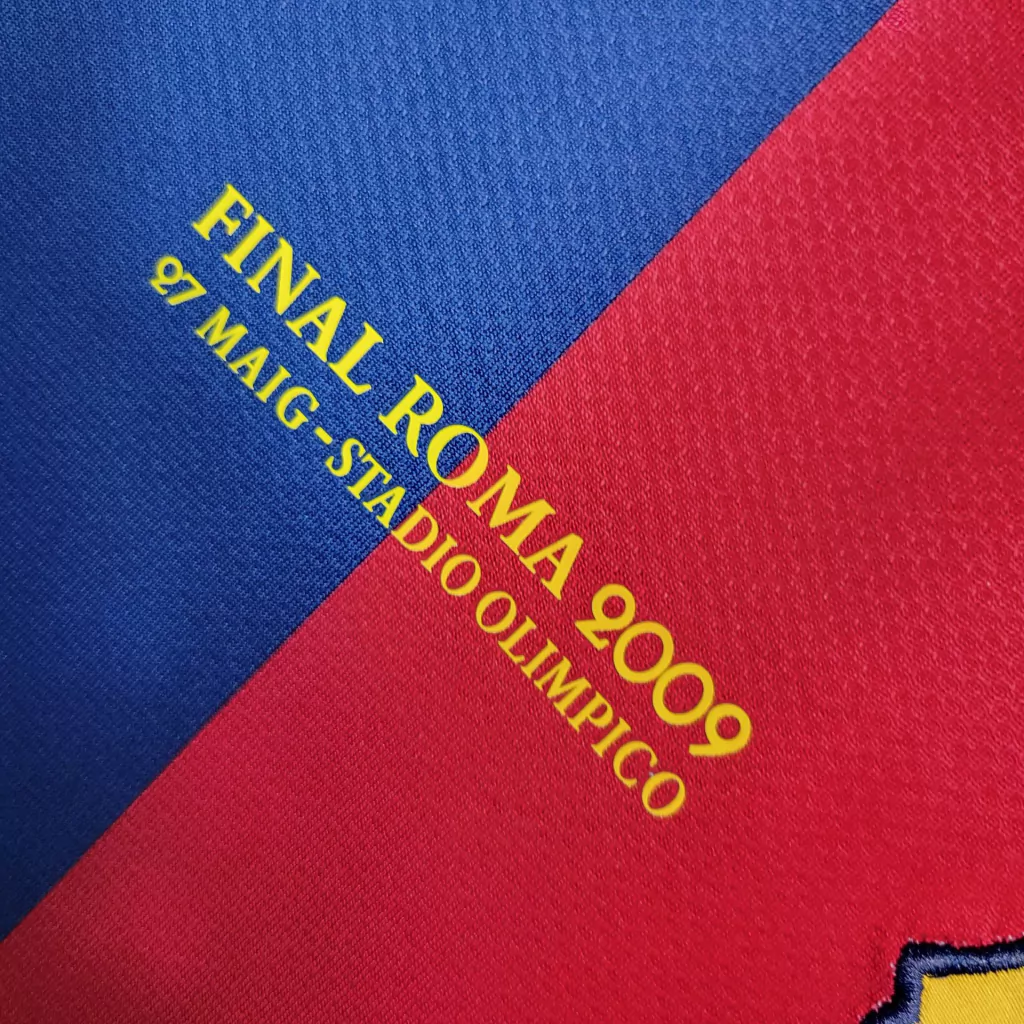 FINAL ROMA 2009
27 MAIG-STADIO OLIMPICO